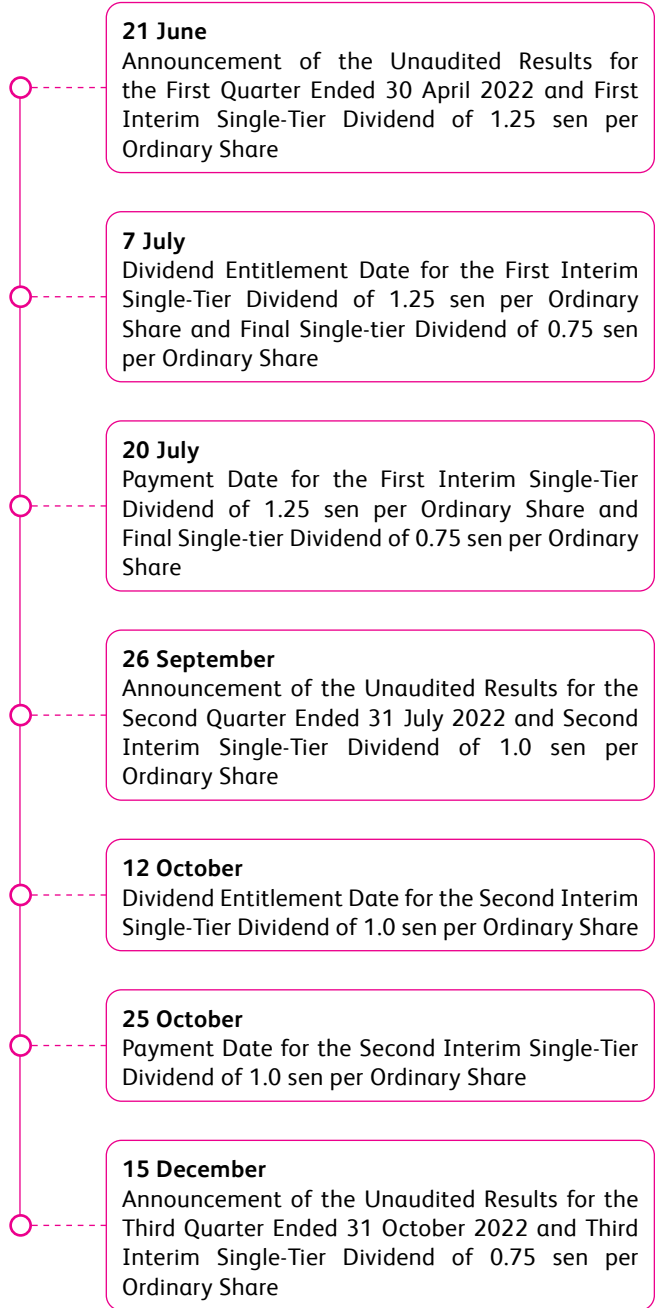 21 June
Announcement of the Unaudited Results for
the First Quarter Ended 30 April 2022 and First
Interim Single-Tier Dividend of 1.25 sen per
Ordinary Share
7 July
Dividend Entitlement Date for the First Interim
Single-Tier Dividend of 1.25 sen per Ordinary
Share and Final Single-tier Dividend of 0.75 sen
per Ordinary Share
20 July
Payment Date for the First Interim Single-Tier
Dividend of 1.25 sen per Ordinary Share and
Final Single-tier Dividend of 0.75 sen per Ordinary
Share
26 September
Announcement of the Unaudited Results for the
Second Quarter Ended 31 July 2022 and Second
Interim Single-Tier Dividend of 1.0 sen per
Ordinary Share
12 October
Dividend Entitlement Date for the Second Interim
Single-Tier Dividend of 1.0 sen per Ordinary Share
25 October
Payment Date for the Second Interim Single-Tier
Dividend of 1.0 sen per Ordinary Share
15 December
Announcement of the Unaudited Results for the
Third Quarter Ended 31 October 2022 and Third
Interim Single-Tier Dividend of 0.75 sen per
Ordinary Share